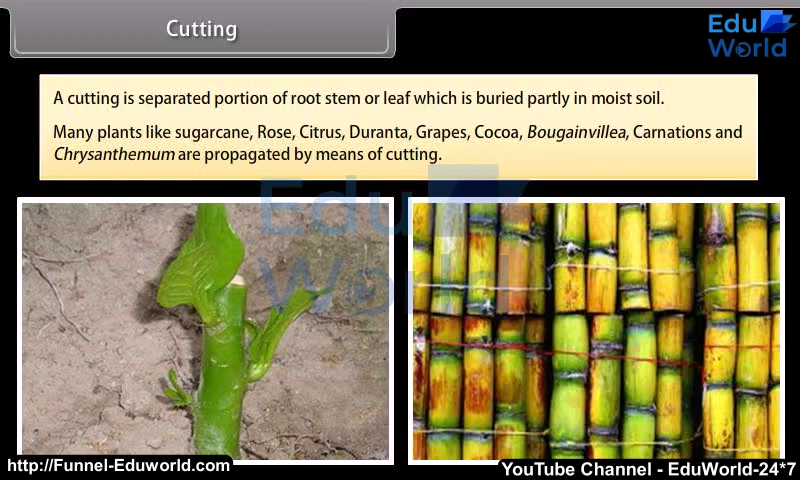 Cutting
Edu
World
A cutting is separated portion of root stem or leaf which is buried partly in moist soil.
Many plants like sugarcane, Rose, Citrus, Duranta, Grapes, Cocoa, Bougainvillea, Carnations and
Chrysanthemum are propagated by means of cutting.
Edu
World
http://Funnel-Eduworld.com
YouTube Channel - EduWorld-24*7